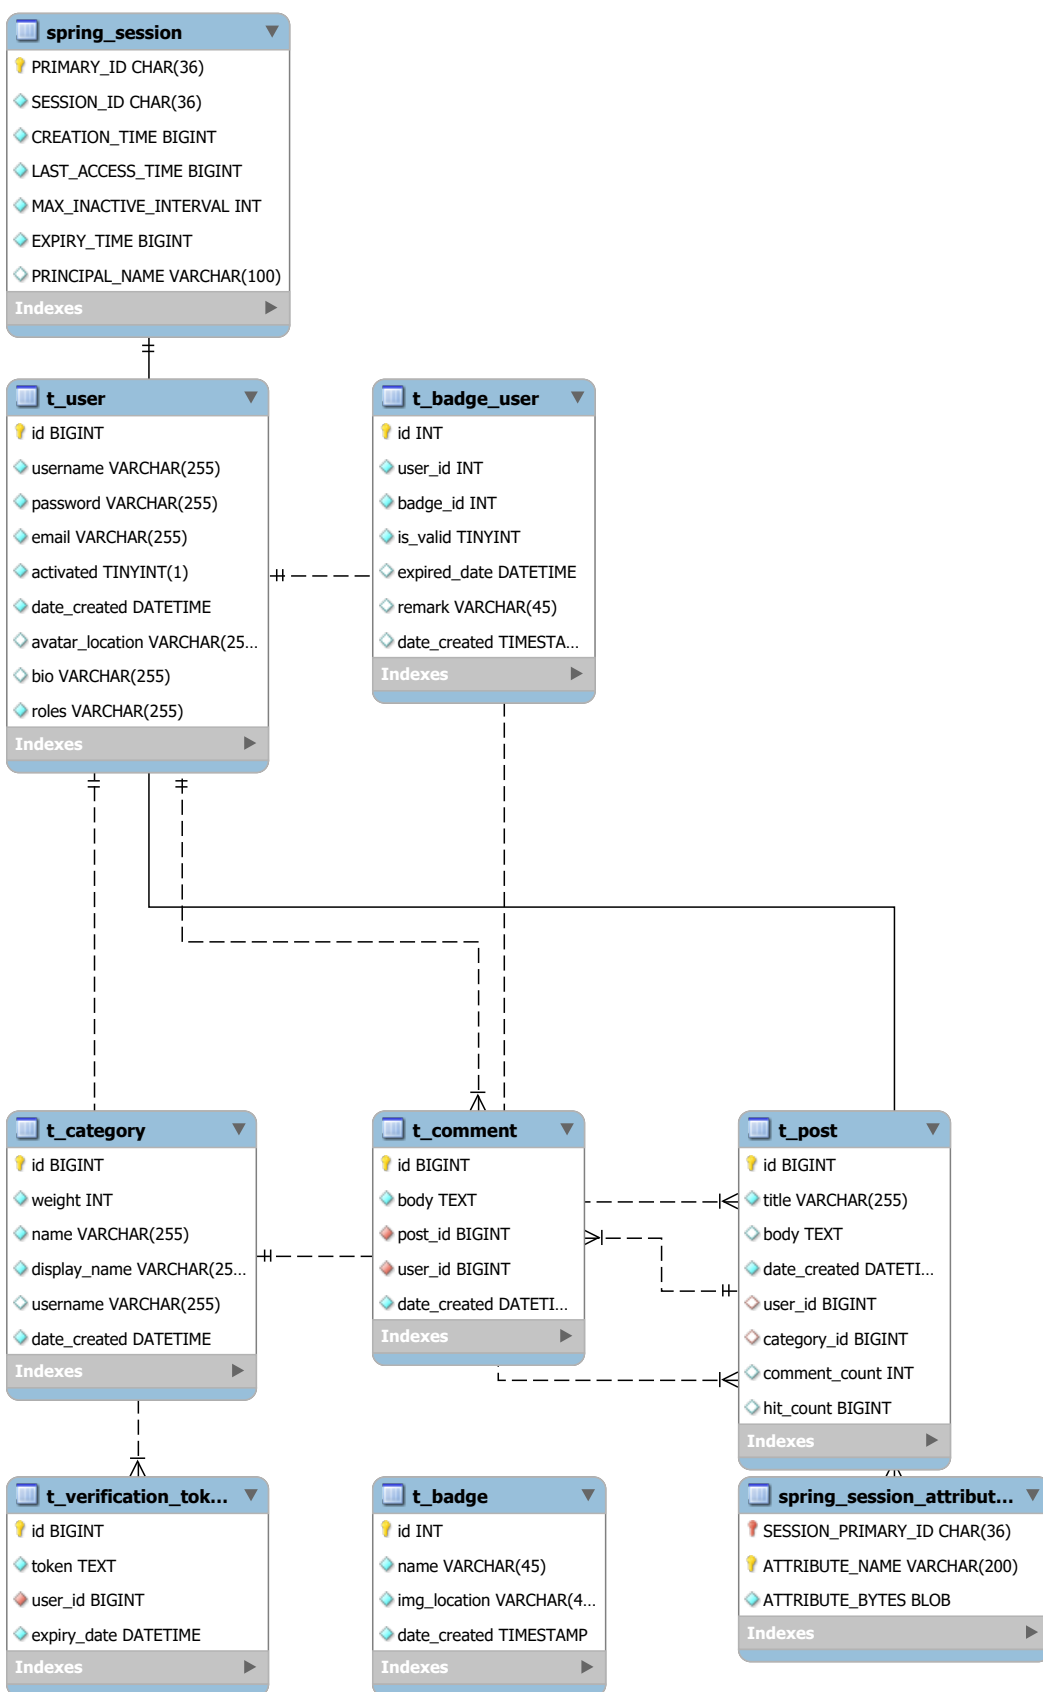 spring_session
PRIMARY_ID CHAR(36)
SESSION_ID CHAR(36)
CREATION_TIME BIGINT
LAST_ACCESS_TIME BIGINT
MAX_INACTIVE_INTERVAL INT
EXPIRY_TIME BIGINT
PRINCIPAL_NAME VARCHAR(100)
Indexes
t_user
id BIGINT
username VARCHAR(255)
password VARCHAR(255)
email VARCHAR(255)
activated TINYINT(1)
date_created DATETIME
avatar_location VARCHAR(25...
bio VARCHAR(255)
roles VARCHAR(255)
Indexes
t_badge_user
id INT
user_id INT
badge_id INT
is_valid TINYINT
expired_date DATETIME
remark VARCHAR(45)
date_created TIMESTA...
Indexes
t_category
id BIGINT
weight INT
name VARCHAR(255)
display_name VARCHAR(25...
username VARCHAR(255)
date_created DATETIME
Indexes
t_comment
id BIGINT
body TEXT
post_id BIGINT
user_id BIGINT
date_created DATETI...
Indexes
t_post
id BIGINT
title VARCHAR(255)
body TEXT
date_created DATETI...
user_id BIGINT
category_id BIGINT
comment_count INT
hit_count BIGINT
Indexes
t_verification_tok...
id BIGINT
token TEXT
user_id BIGINT
expiry_date DATETIME
Indexes
t_badge
id INT
name VARCHAR(45)
img_location VARCHAR(4...
date_created TIMESTAMP
Indexes
spring_session_attribut...
SESSION_PRIMARY_ID CHAR(36)
ATTRIBUTE_NAME VARCHAR(200)
ATTRIBUTE_BYTES BLOB
Indexes